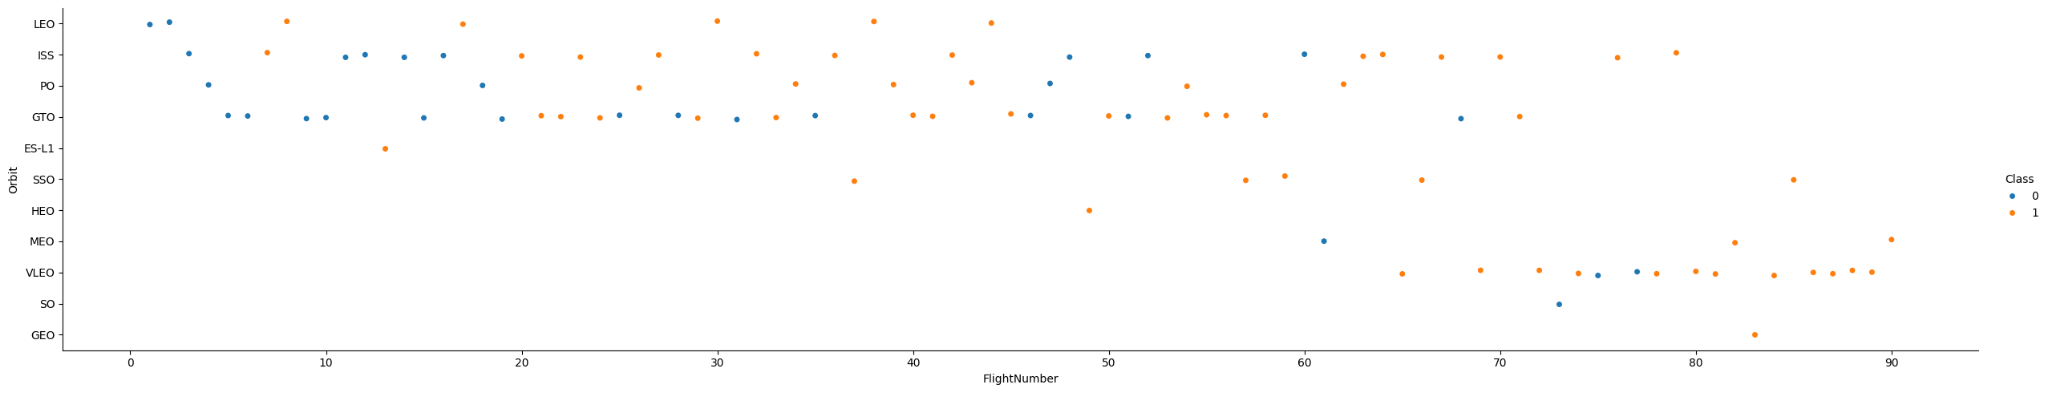 LEO
ISS
PO
GTO
ES-L1
SSO
HEO
MEO
VLEO
SO
GEO
Orbit
0 10 20 30 40 50 60 70 80 90
FlightNumber
Class
0
1